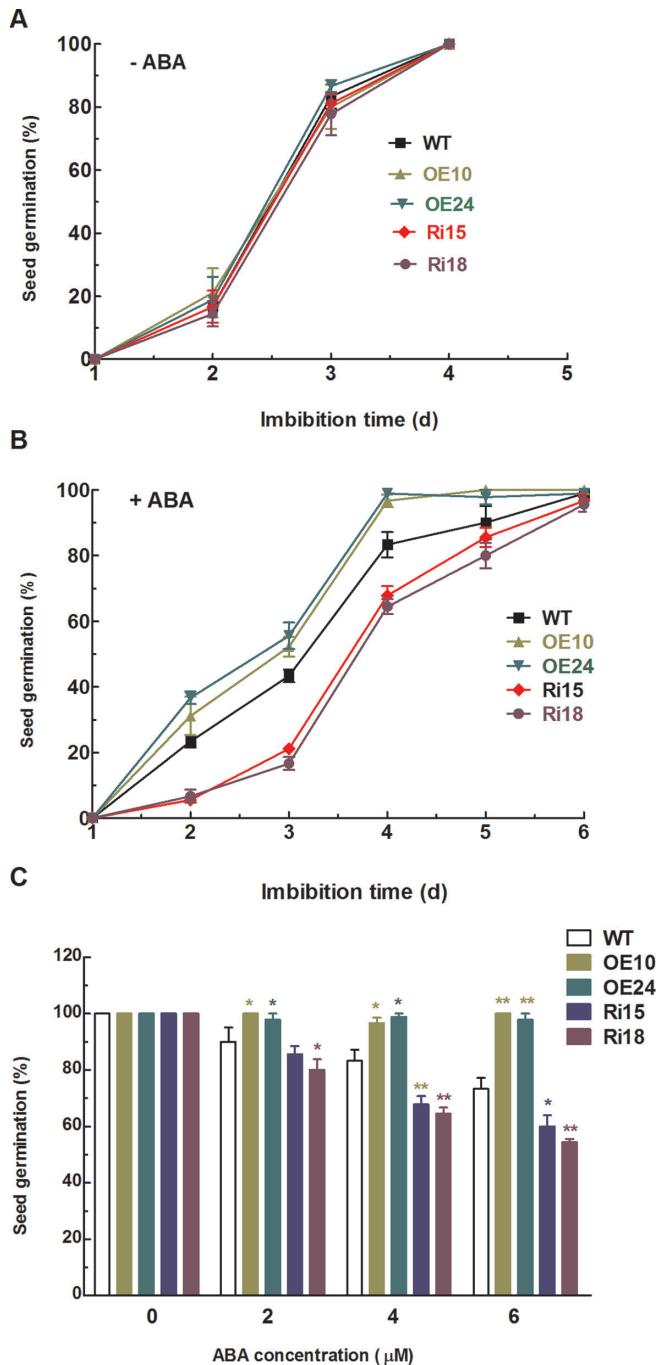 A
- ABA
100
80
60
40
20
0
Seed germination (%)
WT
OE10
OE24
Ri15
Ri18
1 2 3 4 5
Imbibition time (d)
B
+ ABA
100
80
60
40
20
0
Seed germination (%)
WT
OE10
OE24
Ri15
Ri18
1 2 3 4 5 6
Imbibition time (d)
C
120
100
80
60
40
20
0
Seed germination (%)
WT
OE10
OE24
Ri15
Ri18
* * * * * ** ** ** ** * **
0 2 4 6
ABA concentration ( μM)